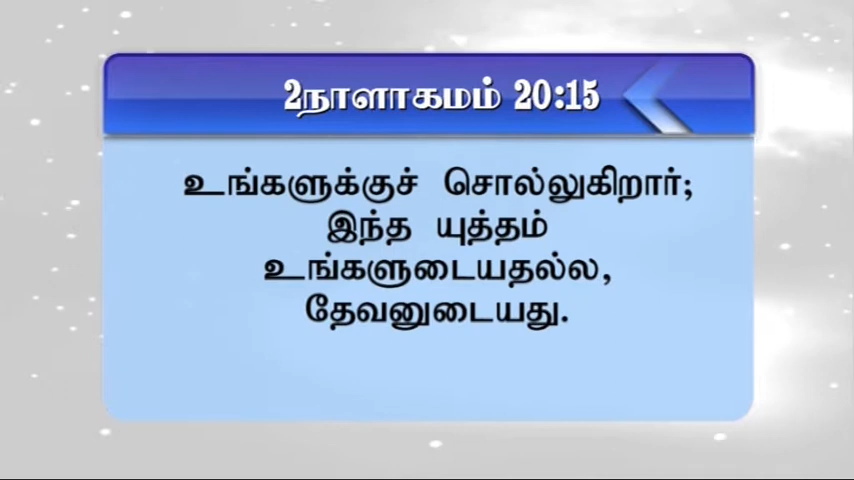 2நாளாகமம் 20:15
உங்களுக்குச் சொல்லுகிறார்;
இந்த யுத்தம்
உங்களுடையதல்ல,
தேவனுடையது.